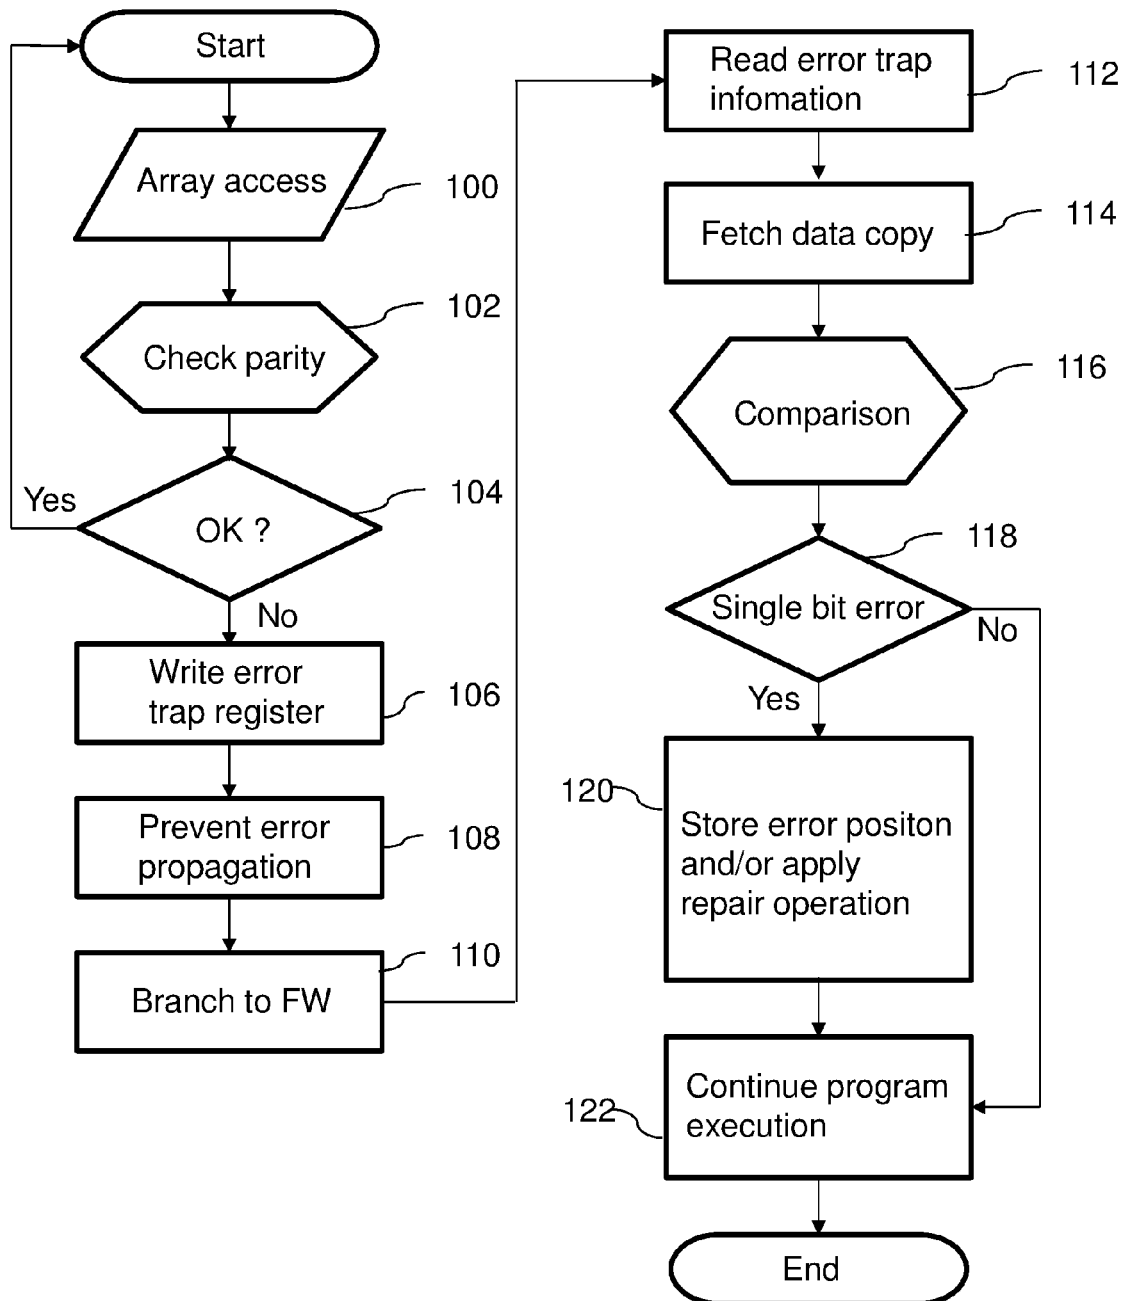 Start
Array access
100
Check parity
102
OK ?
104
Yes
No
Write error
trap register
106
Prevent error
propagation
108
Branch to FW
110
Read error trap
infomation
112
Fetch data copy
114
Comparison
116
Single bit error
118
No
Yes
Store error positon
and/or apply
repair operation
120
Continue program
execution
122
End